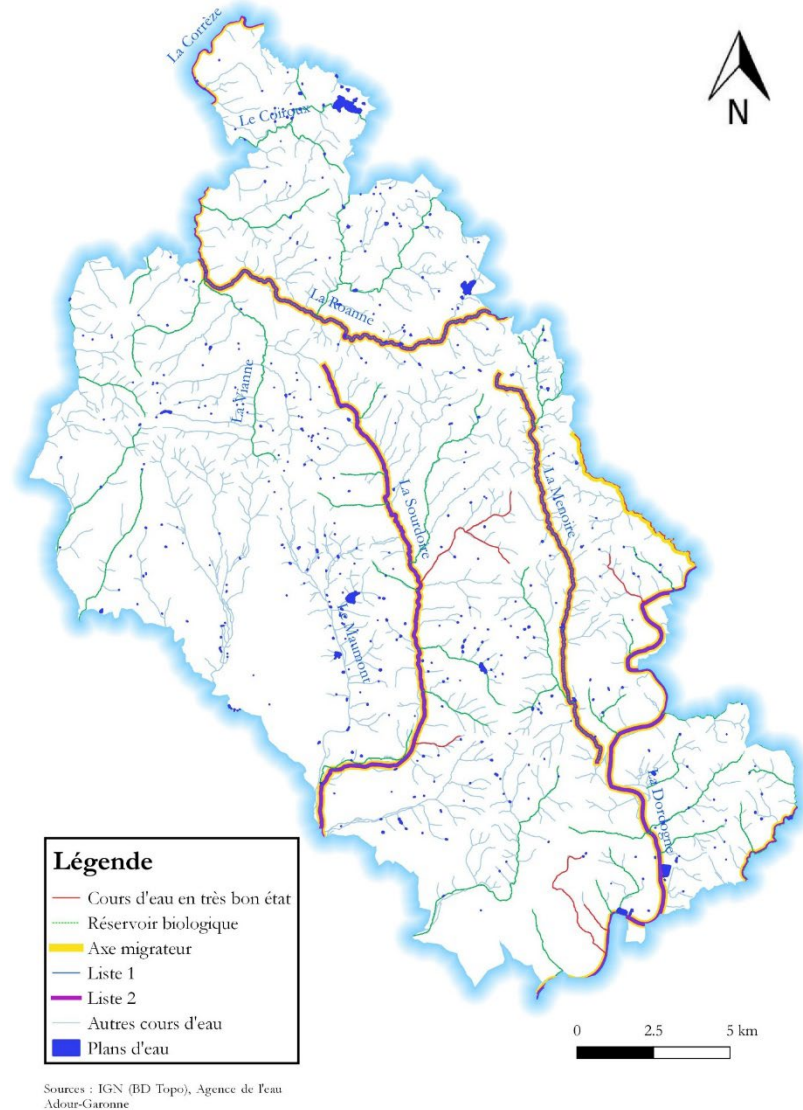 La Corrèze
N
Le Coiroux
La Roanne
La Vianne
La Sourdoire
La Menoire
Le Maumont
La Dordogne
Légende
Cours d'eau en très bon état
Réservoir biologique
Axe migrateur
Liste 1
Liste 2
Autres cours d'eau
Plans d'eau
0 2.5 5 km
Sources : IGN (BD Topo), Agence de l'eau
Adour-Garonne